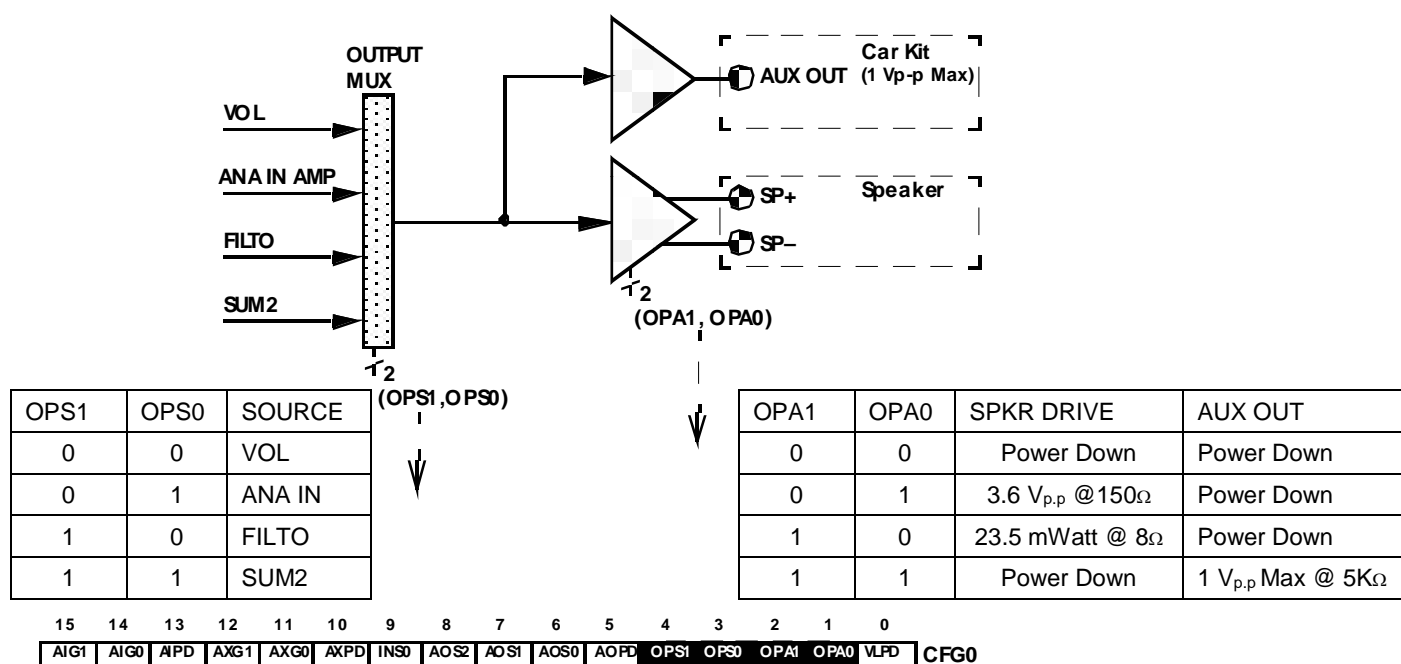 OUTPUT
MUX
VOL
ANA IN AMP
FILTO
SUM2
2
(OPS1,OPS0)
Car Kit
AUX OUT (1 Vp-p Max)
SP+ Speaker
SP–
2
(OPA1, OPA0)
OPS1 OPS0 SOURCE
0 0 VOL
0 1 ANA IN
1 0 FILTO
1 1 SUM2
OPA1 OPA0 SPKR DRIVE AUX OUT
0 0 Power Down Power Down
0 1 3.6 Vp.p @150Ω Power Down
1 0 23.5 mWatt @ 8Ω Power Down
1 1 Power Down 1 Vp.p Max @ 5KΩ
15 14 13 12 11 10 9 8 7 6 5 4 3 2 1 0
AIG1 AIG0 AIPD AXG1 AXG0 AXPD INS0 AOS2 AOS1 AOS0 AOPD OPS1 OPS0 OPA1 OPA0 VLPD CFG0